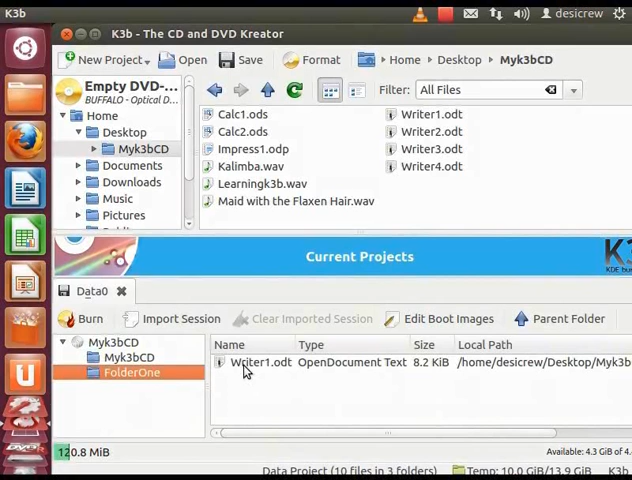 K3b
desicrew
K3b - The CD and DVD Kreator
New Project
Open
Save
Format
Home
Desktop
Myk3bCD
Empty DVD-...
BUFFALO - Optical D...
Filter:
All Files
Home
Desktop
Myk3bCD
Documents
Downloads
Music
Pictures
Calc1.ods
Calc2.ods
Impress1.odp
Kalimba.wav
Learningk3b.wav
Maid with the Flaxen Hair.wav
Writer1.odt
Writer2.odt
Writer3.odt
Writer4.odt
Current Projects
Data0
Burn
Import Session
Clear Imported Session
Edit Boot Images
Parent Folder
Myk3bCD
Myk3bCD
FolderOne
Name Type Size Local Path
Writer1.odt OpenDocument Text 8.2 KiB /home/desicrew/Desktop/Myk3b
120.8 MiB
Available: 4.3 GiB of 4.
Data Project (10 files in 3 folders)
Temp: 10.0 GiB/13.9 GiB
K3b